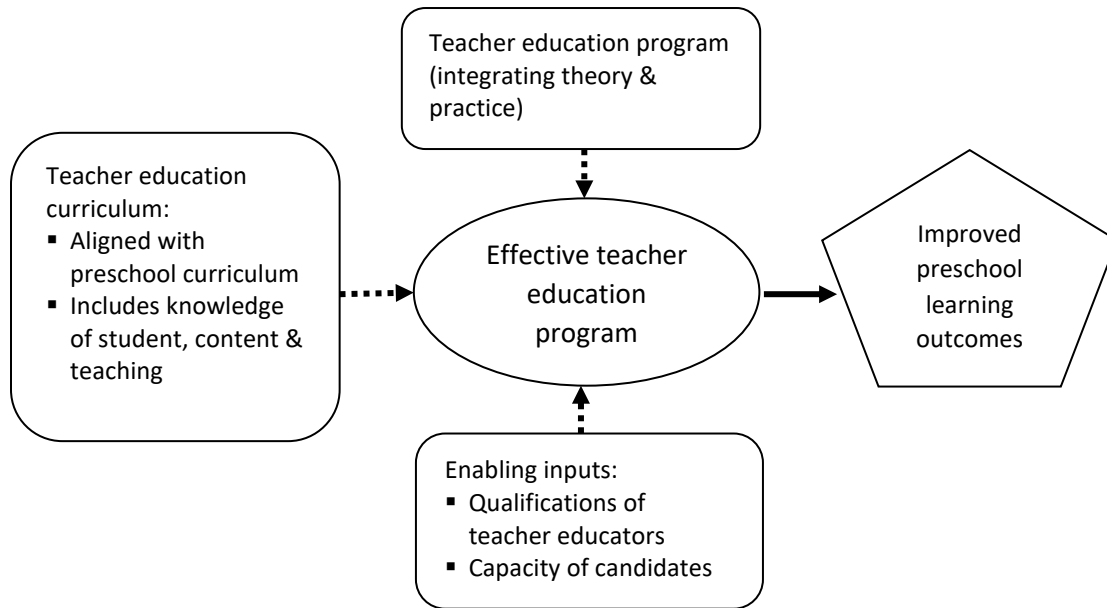 Teacher education program
(integrating theory &
practice)
Teacher education
curriculum:
▪ Aligned with
preschool curriculum
▪ Includes knowledge
of student, content &
teaching
Effective teacher
education
program
Improved
preschool
learning
outcomes
Enabling inputs:
▪ Qualifications of
teacher educators
▪ Capacity of candidates